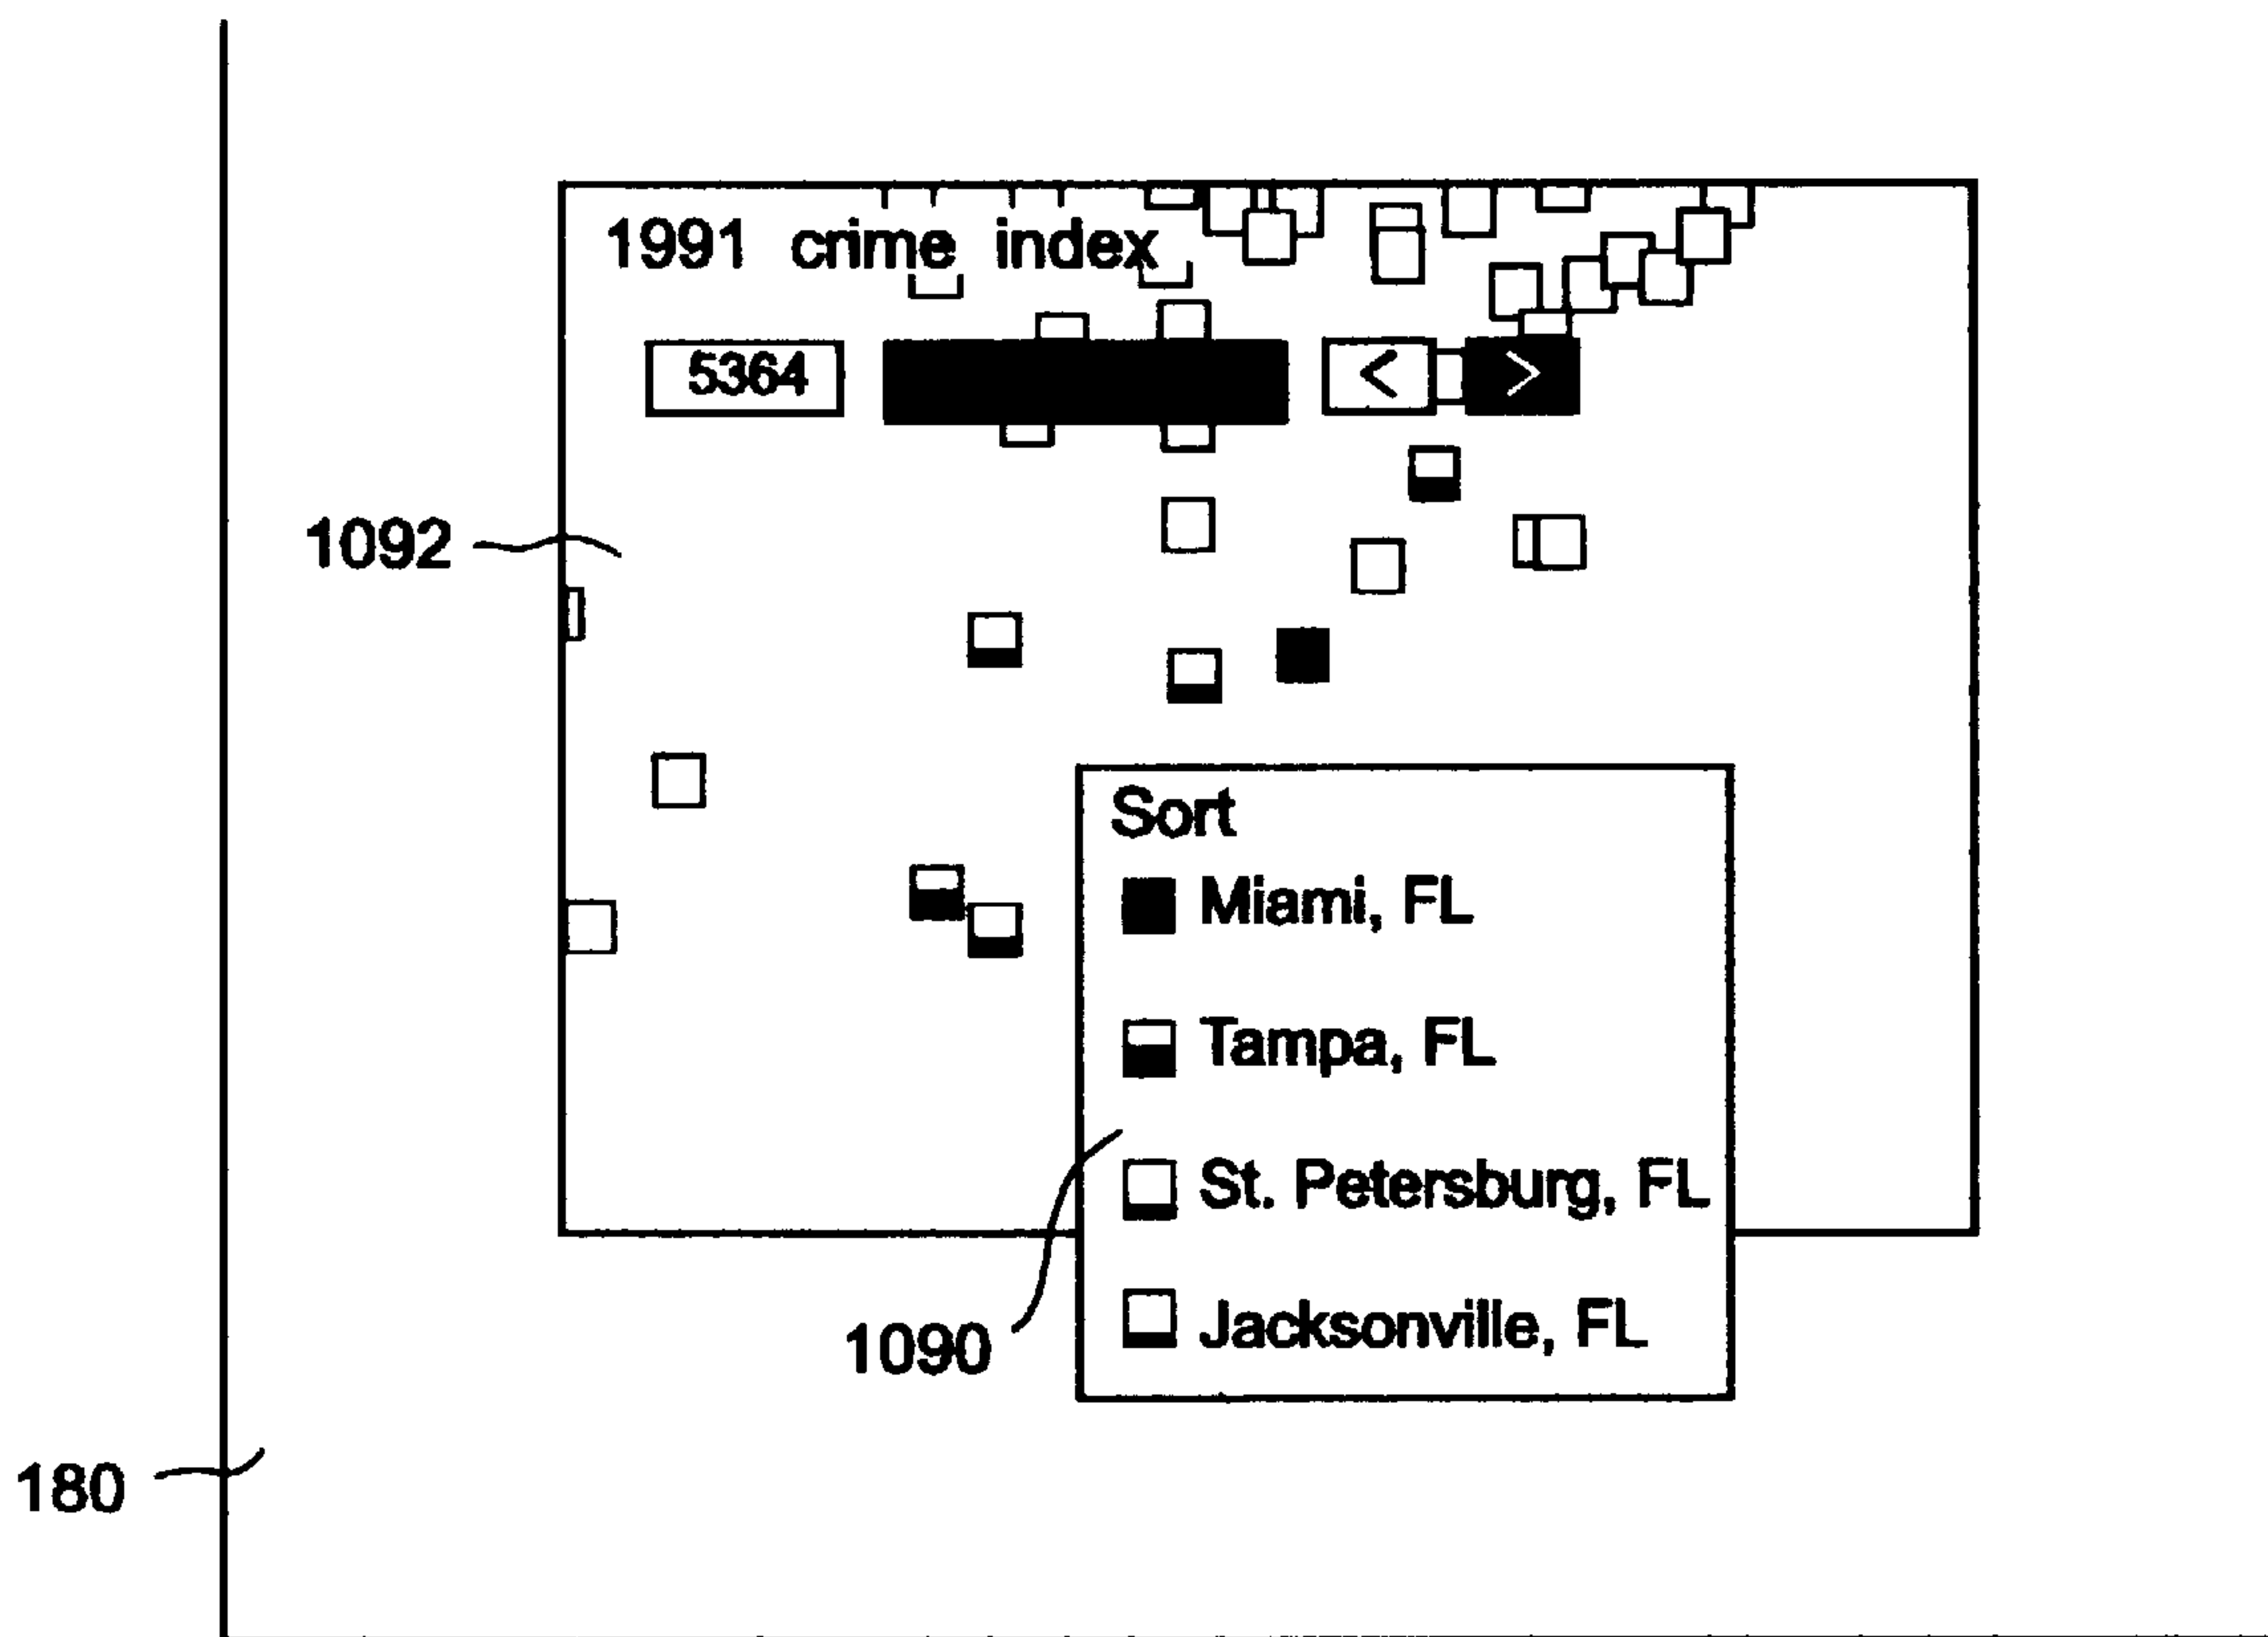 1991 crime index
5364 < >
1092
Sort
Miami, FL
Tampa, FL
St. Petersburg, FL
Jacksonville, FL
1090
180